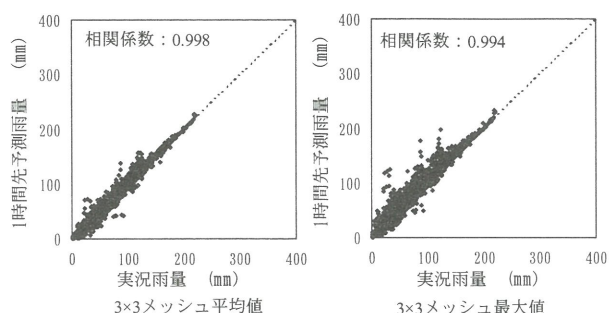 相関係数：0.998
1時間先予測雨量 (mm)
400
300
200
100
0
0 100 200 300 400
実況雨量 (mm)
3×3メッシュ平均値
相関係数：0.994
1時間先予測雨量 (mm)
400
300
200
100
0
0 100 200 300 400
実況雨量 (mm)
3×3メッシュ最大値